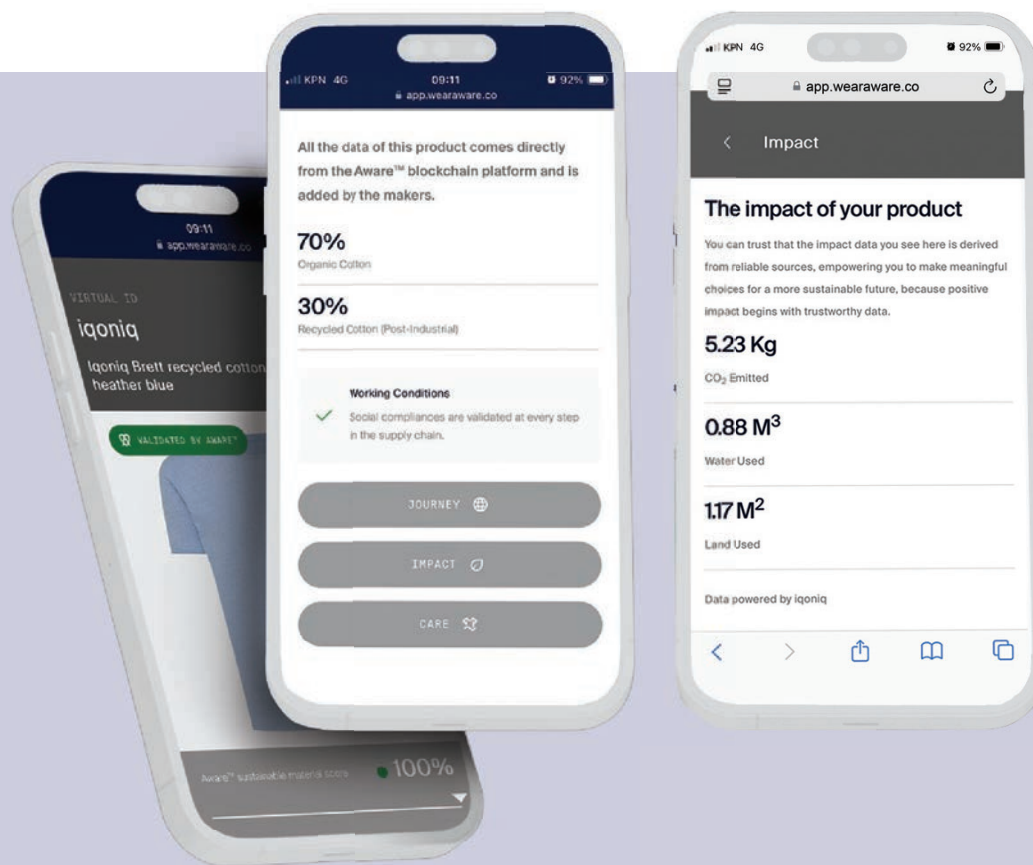 09:11
app.wearaware.co
VIRTUAL ID
iqoniq
Iqoniq Brett recycled cotton
heather blue
VALIDATED BY AWARE™
Aware™ sustainable material score
100%
KPN 4G
09:11
92%
app.wearaware.co
All the data of this product comes directly
from the Aware™ blockchain platform and is
added by the makers.
70%
Organic Cotton
30%
Recycled Cotton (Post-Industrial)
Working Conditions
Social compliances are validated at every step
in the supply chain.
JOURNEY
IMPACT
CARE
KPN 4G
92%
app.wearaware.co
Impact
The impact of your product
You can trust that the impact data you see here is derived
from reliable sources, empowering you to make meaningful
choices for a more sustainable future, because positive
impact begins with trustworthy data.
5.23 Kg
CO₂ Emitted
0.88 M³
Water Used
1.17 M²
Land Used
Data powered by iqoniq